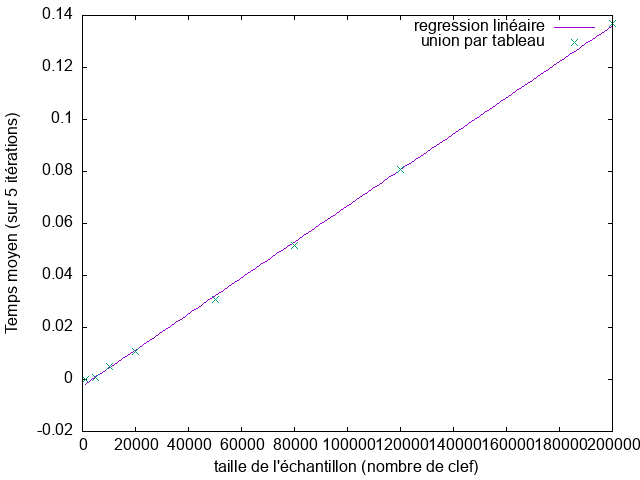 0.14
0.12
0.1
0.08
0.06
0.04
0.02
0
-0.02
Temps moyen (sur 5 itérations)
regression linéaire
union par tableau
0 20000 40000 60000 80000 100000 120000 140000 160000 180000 200000
taille de l'échantillon (nombre de clef)